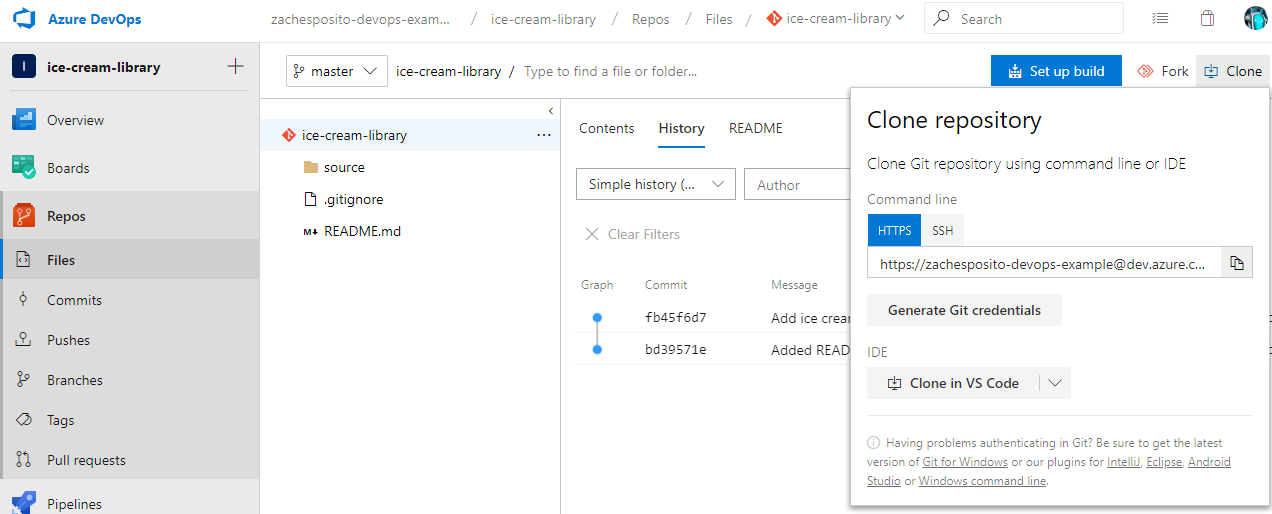 Azure DevOps
zachesposito-devops-exam... / ice-cream-library / Repos / Files / ice-cream-library
Search
I ice-cream-library
master
ice-cream-library / Type to find a file or folder...
Set up build
Fork
Clone
Overview
Boards
Repos
Files
Commits
Pushes
Branches
Tags
Pull requests
Pipelines
ice-cream-library
source
.gitignore
README.md
Contents
History
README
Simple history (...
Author
Clear Filters
Graph Commit Message
fb45f6d7 Add ice crea
bd39571e Added READ
Clone repository
Clone Git repository using command line or IDE
Command line
HTTPS SSH
https://zachesposito-devops-example@dev.azure.c...
Generate Git credentials
IDE
Clone in VS Code
Having problems authenticating in Git? Be sure to get the latest
version of Git for Windows or our plugins for IntelliJ, Eclipse, Android
Studio or Windows command line.